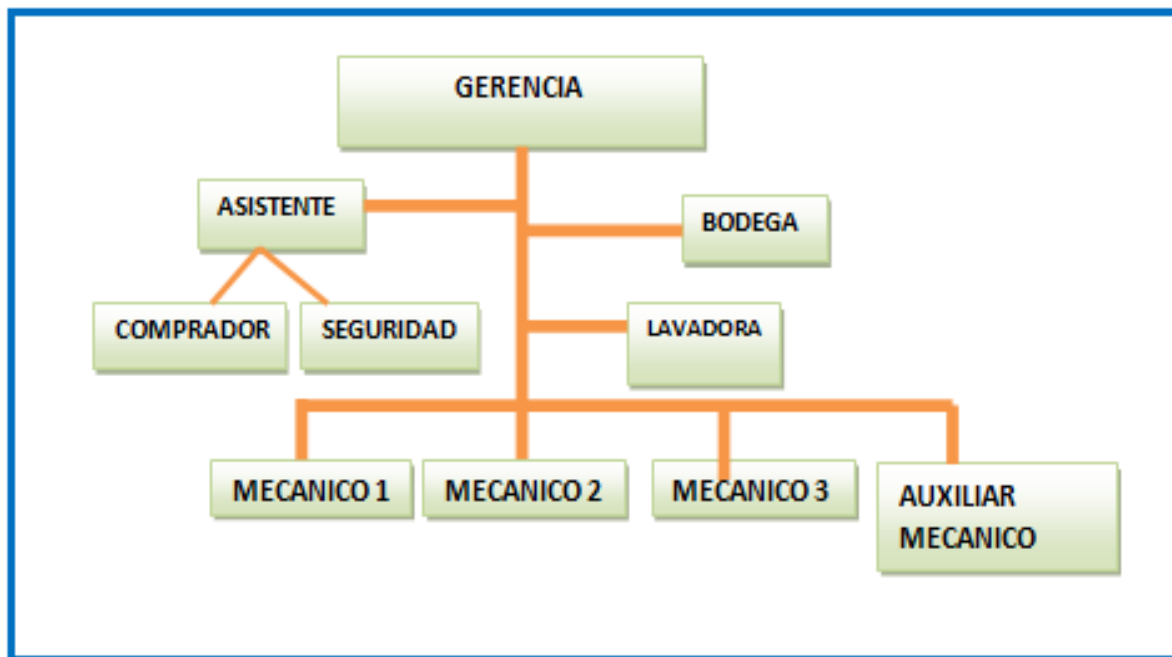 GERENCIA
ASISTENTE
BODEGA
COMPRADOR
SEGURIDAD
LAVADORA
MECANICO 1
MECANICO 2
MECANICO 3
AUXILIAR
MECANICO